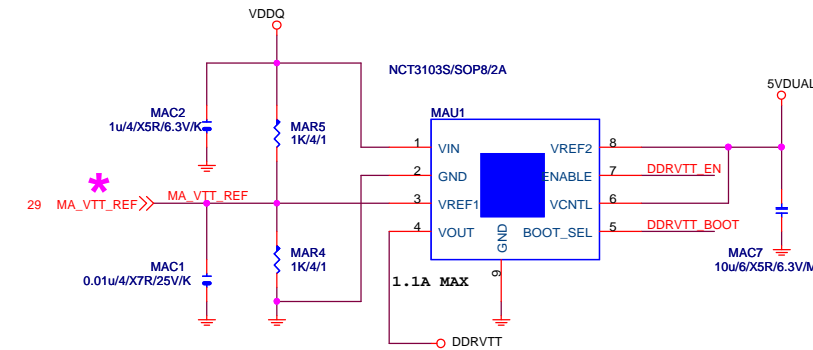 VDDQ
NCT3103S/SOP8/2A
5VDUAL
MAC2
1u/4/X5R/6.3V/K
MAR5
1K/4/1
MAU1
1 VIN VREF2 8
2 GND ENABLE 7 DDRVTT_EN
29 MA_VTT_REF MA_VTT_REF 3 VREF1 VCNTL 6
4 VOUT GND BOOT_SEL 5 DDRVTT_BOOT
MAC1
0.01u/4/X7R/25V/K
MAR4
1K/4/1
MAC7
10u/6/X5R/6.3V/M
1.1A MAX
9
DDRVTT